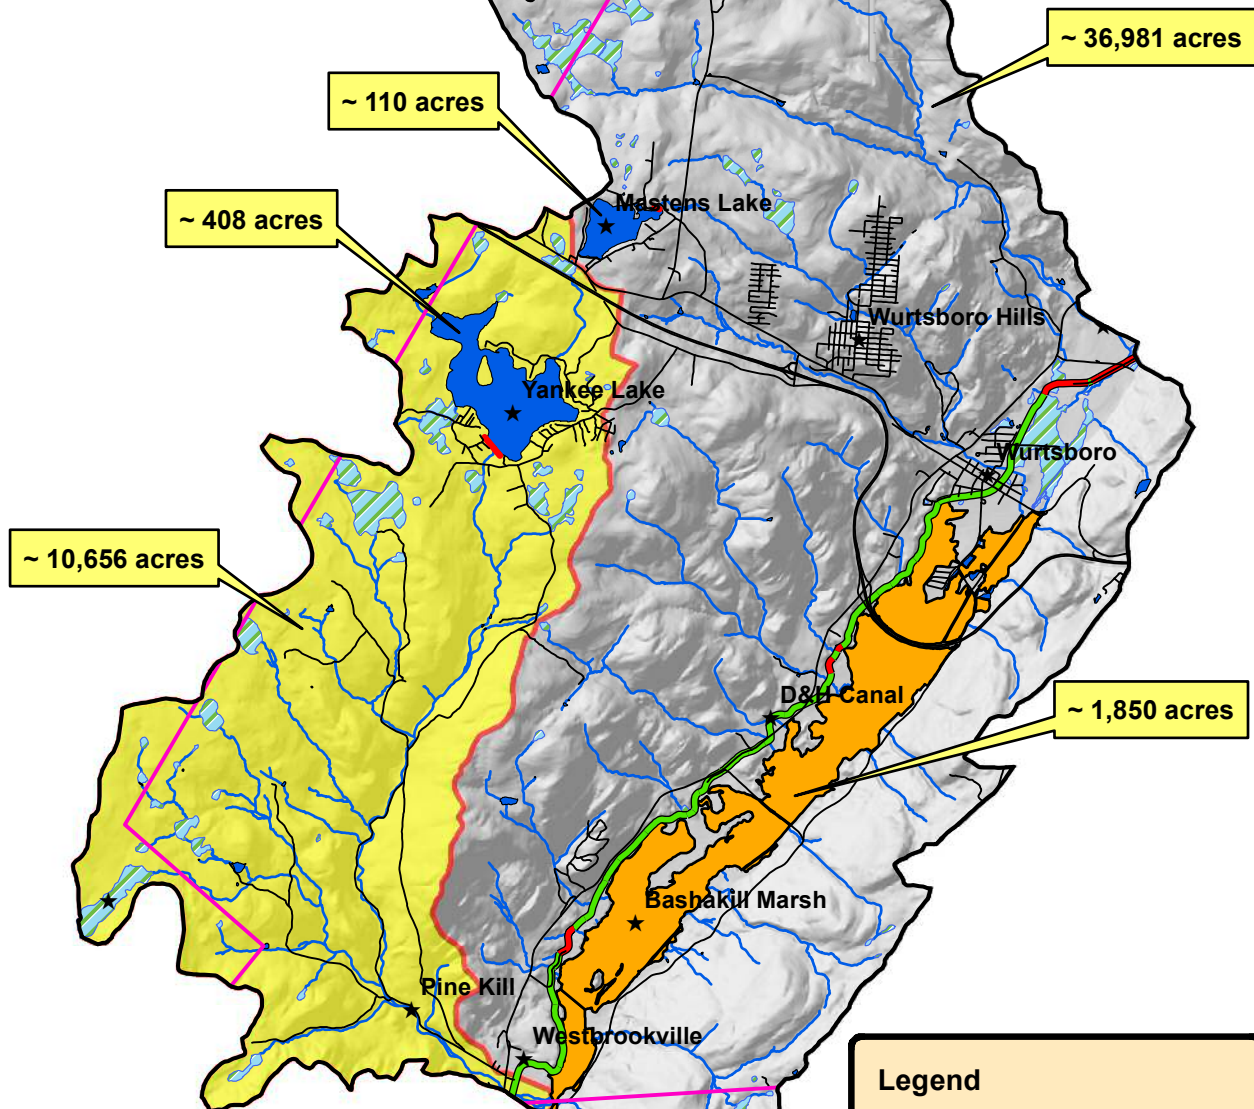 ~ 36,981 acres
~ 110 acres
Mastens Lake
~ 408 acres
Wurtsboro Hills
Yankee Lake
Wurtsboro
~ 10,656 acres
D&H Canal
~ 1,850 acres
Bashakill Marsh
Pine Kill
Westbrookville
Legend